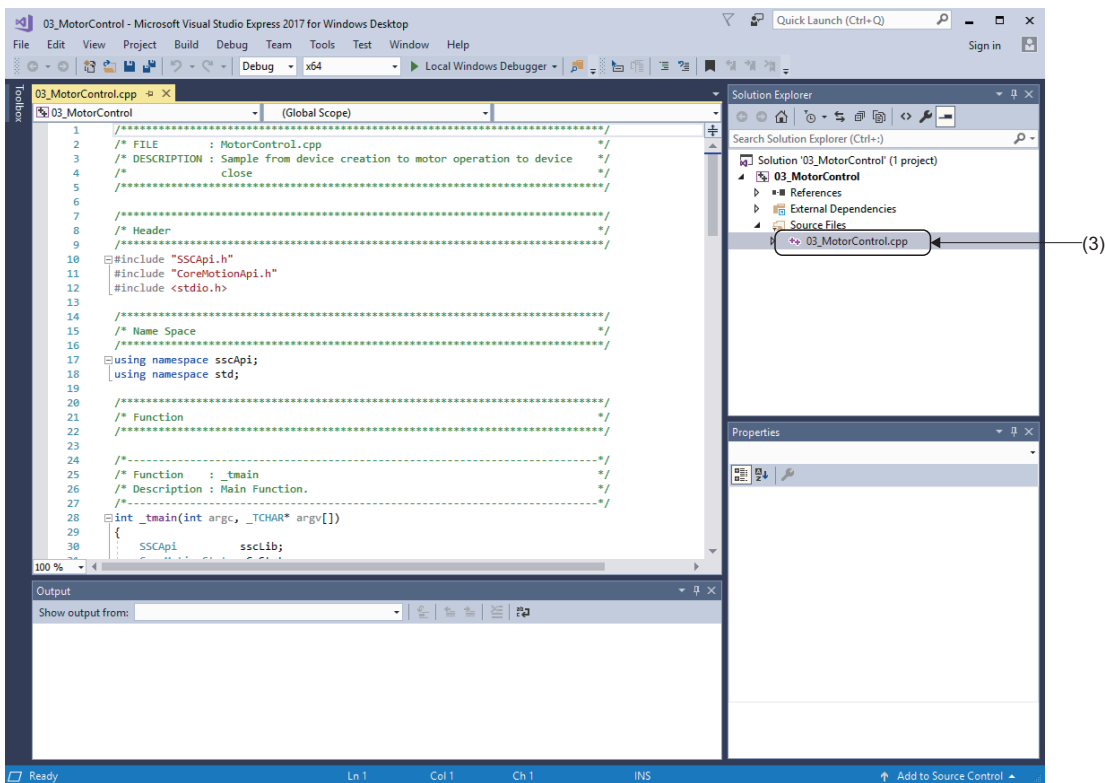 03_MotorControl - Microsoft Visual Studio Express 2017 for Windows Desktop
Quick Launch (Ctrl+Q)
File Edit View Project Build Debug Team Tools Test Window Help
Sign in
Debug x64 Local Windows Debugger
Toolbox
03_MotorControl.cpp
03_MotorControl (Global Scope)
1 /*************************************************************/
2 /* FILE : MotorControl.cpp */
3 /* DESCRIPTION : Sample from device creation to motor operation to device */
4 /* close */
5 /*************************************************************/
6
7 /*************************************************************/
8 /* Header */
9 /*************************************************************/
10 #include "SSCApi.h"
11 #include "CoreMotionApi.h"
12 #include <stdio.h>
13
14 /*************************************************************/
15 /* Name Space */
16 /*************************************************************/
17 using namespace sscApi;
18 using namespace std;
19
20 /*************************************************************/
21 /* Function */
22 /*************************************************************/
23
24 /*-----------------------------------------------------------*/
25 /* Function : _tmain */
26 /* Description : Main Function. */
27 /*-----------------------------------------------------------*/
28 int _tmain(int argc, _TCHAR* argv[])
29 {
30 SSCApi sscLib;
100 %
Output
Show output from:
Solution Explorer
Search Solution Explorer (Ctrl+:)
Solution '03_MotorControl' (1 project)
03_MotorControl
References
External Dependencies
Source Files
03_MotorControl.cpp
(3)
Properties
Ready Ln 1 Col 1 Ch 1 INS Add to Source Control